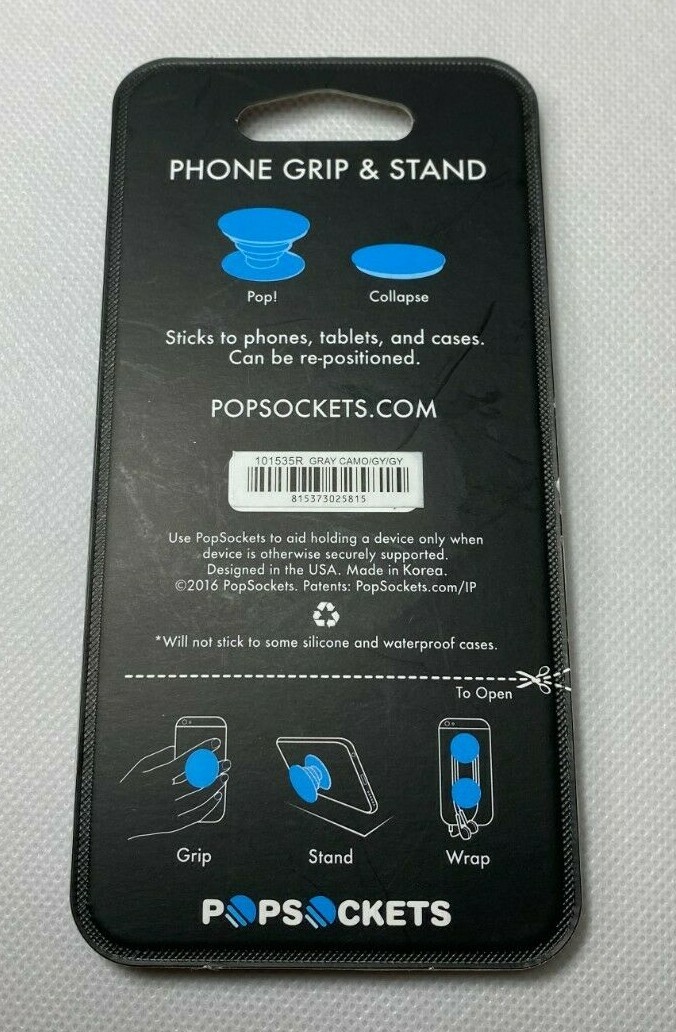 PHONE GRIP & STAND
Pop! Collapse
Sticks to phones, tablets, and cases.
Can be re-positioned.
POPSOCKETS.COM
101535R GRAY CAMO/GY/GY
815373025815
Use PopSockets to aid holding a device only when
device is otherwise securely supported.
Designed in the USA. Made in Korea.
©2016 PopSockets. Patents: PopSockets.com/IP
*Will not stick to some silicone and waterproof cases.
To Open
Grip Stand Wrap
POPSOCKETS